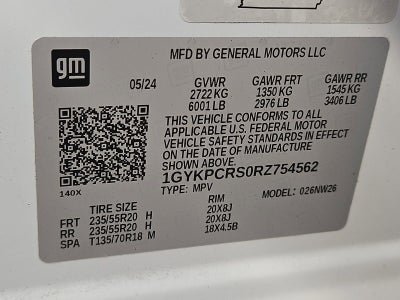 gm
MFD BY GENERAL MOTORS LLC
05/24 GVWR GAWR FRT GAWR RR
2722 KG 1350 KG 1545 KG
6001 LB 2976 LB 3406 LB
THIS VEHICLE CONFORMS TO ALL
APPLICABLE U.S. FEDERAL MOTOR
VEHICLE SAFETY STANDARDS IN EFFECT
ON THE DATE OF MANUFACTURE SHOWN ABOVE.
1GYKPCRS0RZ754562
140X TYPE: MPV MODEL: 026NW26
TIRE SIZE RIM
FRT 235/55R20 H 20X8J
RR 235/55R20 H 20X8J
SPA T135/70R18 M 18X4.5B